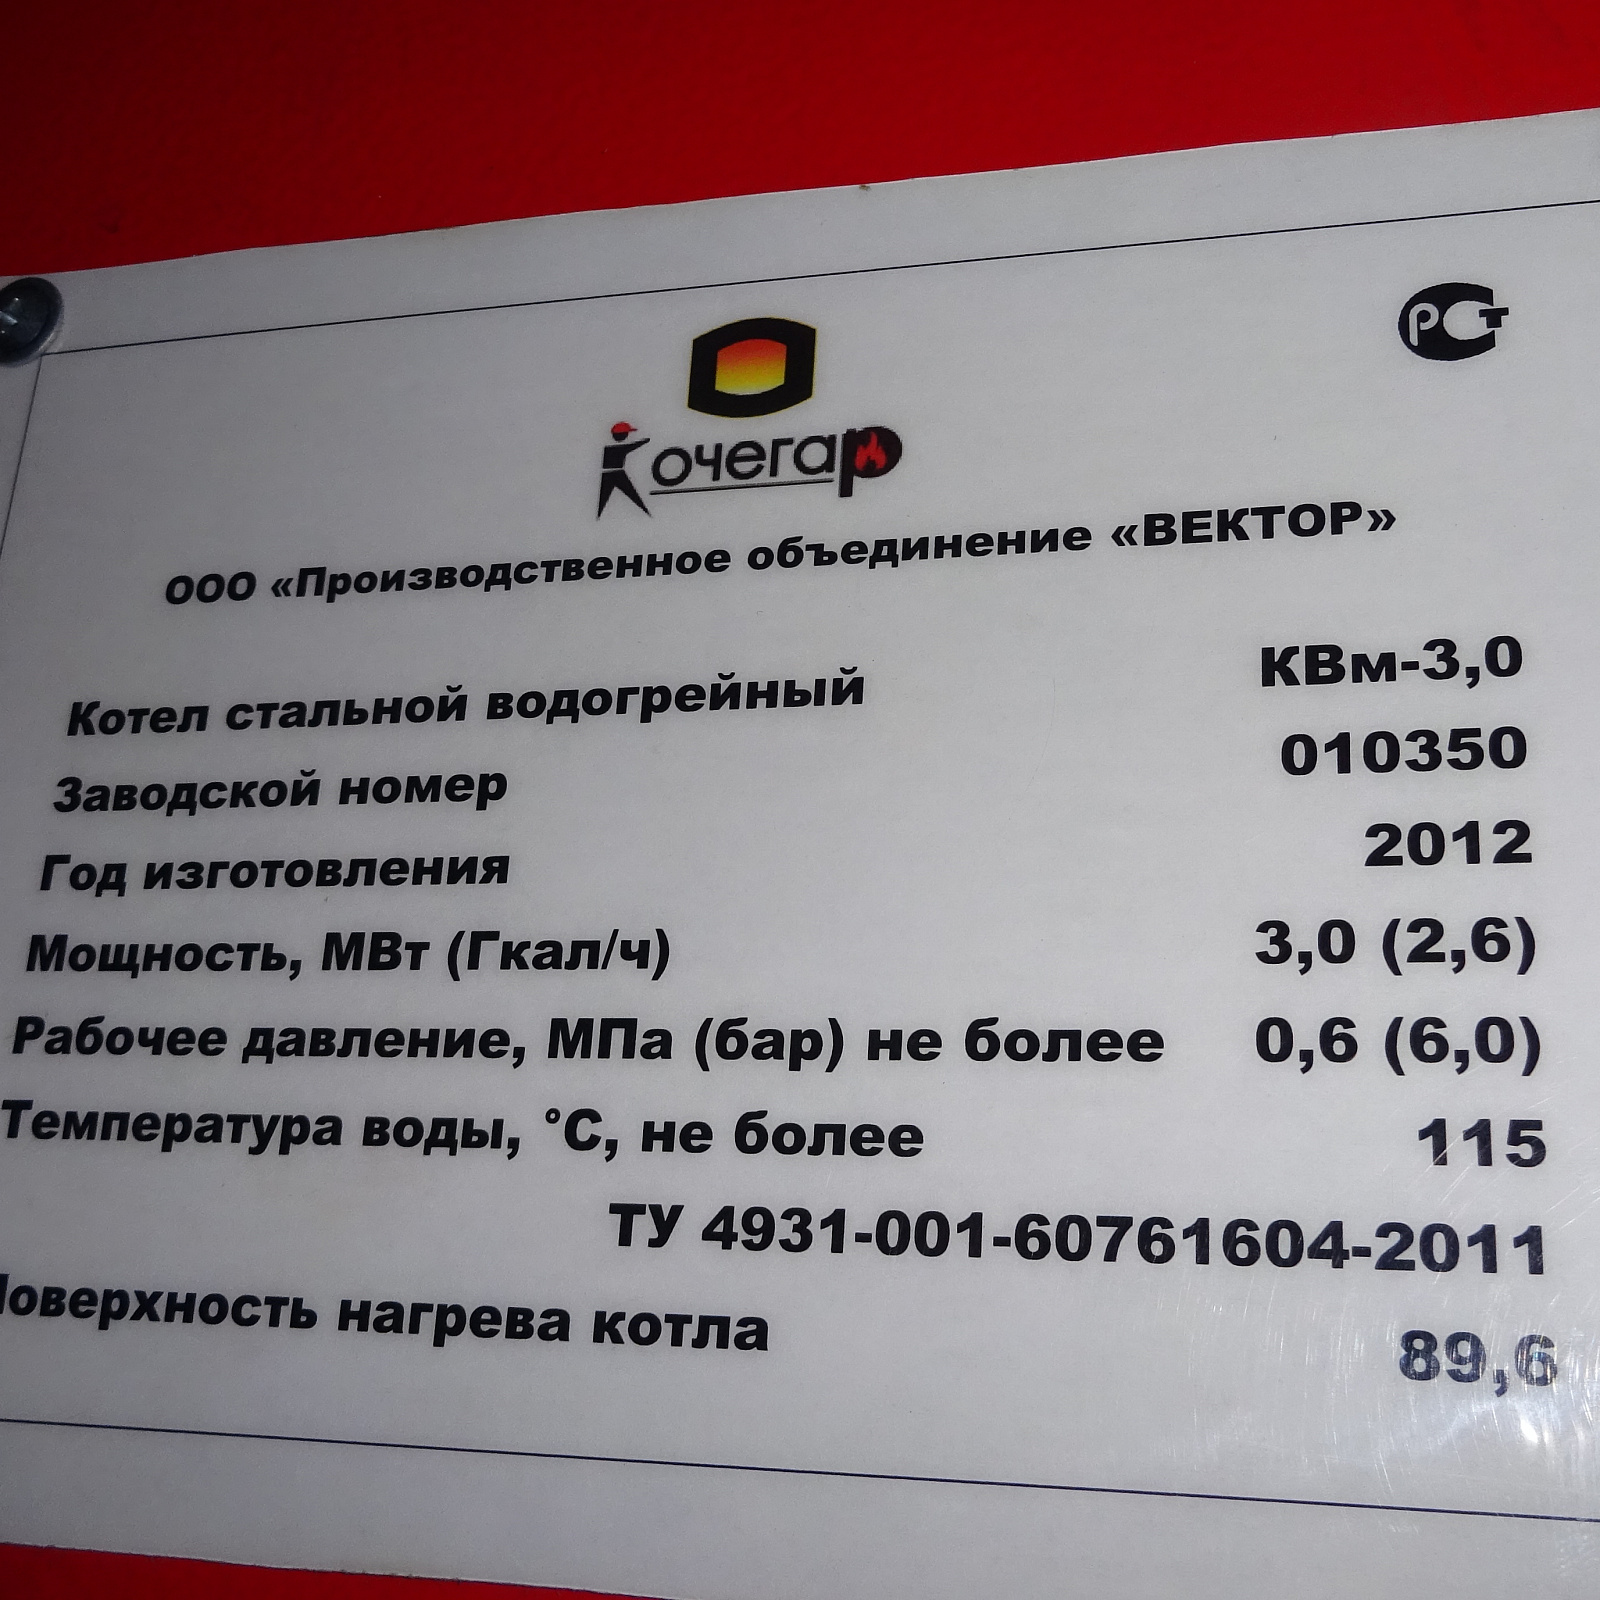 РСТ
Кочегар
ООО «Производственное объединение «ВЕКТОР»
Котел стальной водогрейный КВм-3,0
Заводской номер 010350
Год изготовления 2012
Мощность, МВт (Гкал/ч) 3,0 (2,6)
Рабочее давление, МПа (бар) не более 0,6 (6,0)
Температура воды, °С, не более 115
ТУ 4931-001-60761604-2011
Поверхность нагрева котла 89,6